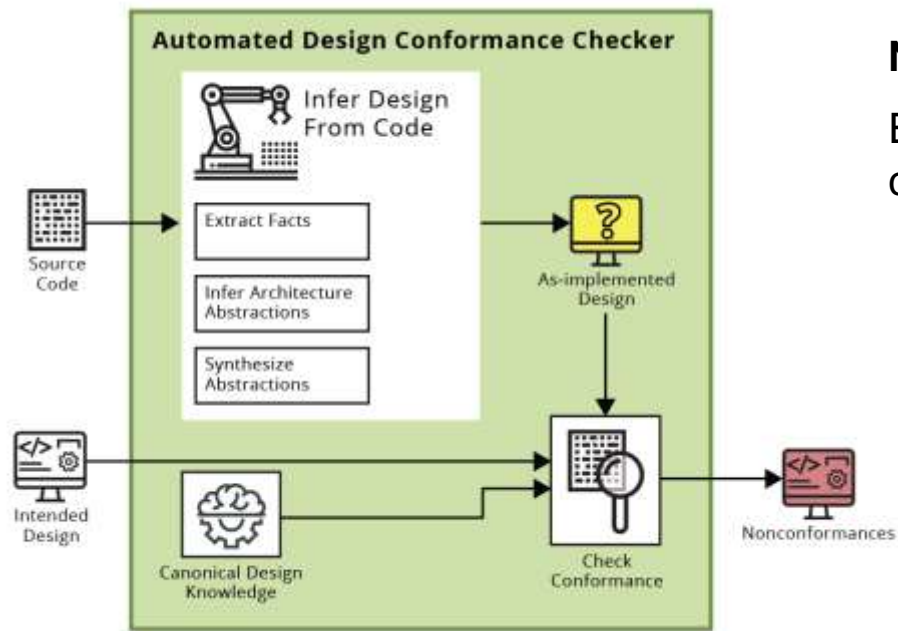 Automated Design Conformance Checker
Infer Design
From Code
Extract Facts
Infer Architecture
Abstractions
Synthesize
Abstractions
Source
Code
?
As-implemented
Design
</>
Intended
Design
Canonical Design
Knowledge
Check
Conformance
</>
Nonconformances